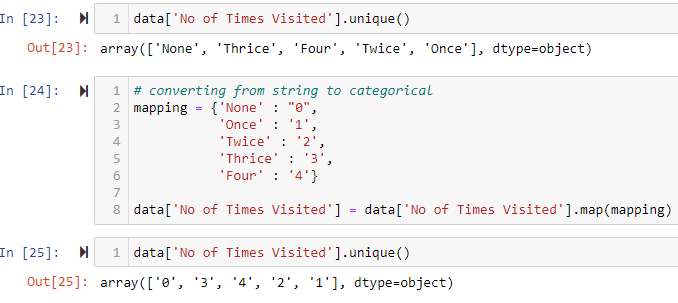 In [23]: 1 data['No of Times Visited'].unique()
Out[23]: array(['None', 'Thrice', 'Four', 'Twice', 'Once'], dtype=object)
In [24]: 1 # converting from string to categorical
2 mapping = {'None' : "0",
3 'Once' : '1',
4 'Twice' : '2',
5 'Thrice' : '3',
6 'Four' : '4'}
7
8 data['No of Times Visited'] = data['No of Times Visited'].map(mapping)
In [25]: 1 data['No of Times Visited'].unique()
Out[25]: array(['0', '3', '4', '2', '1'], dtype=object)